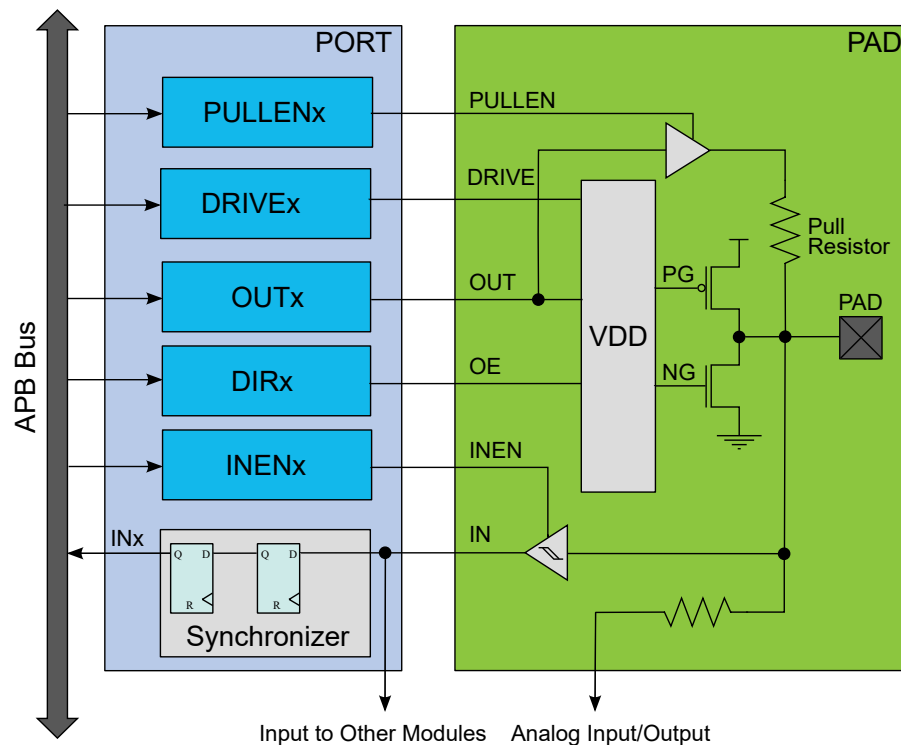 PORT
PAD
PULLENx
PULLEN
DRIVEx
DRIVE
Pull
Resistor
OUTx
OUT
PG
PAD
VDD
DIRx
OE
NG
APB Bus
INENx
INEN
INx
IN
Q
D
Q
D
R
R
Synchronizer
Input to Other Modules
Analog Input/Output